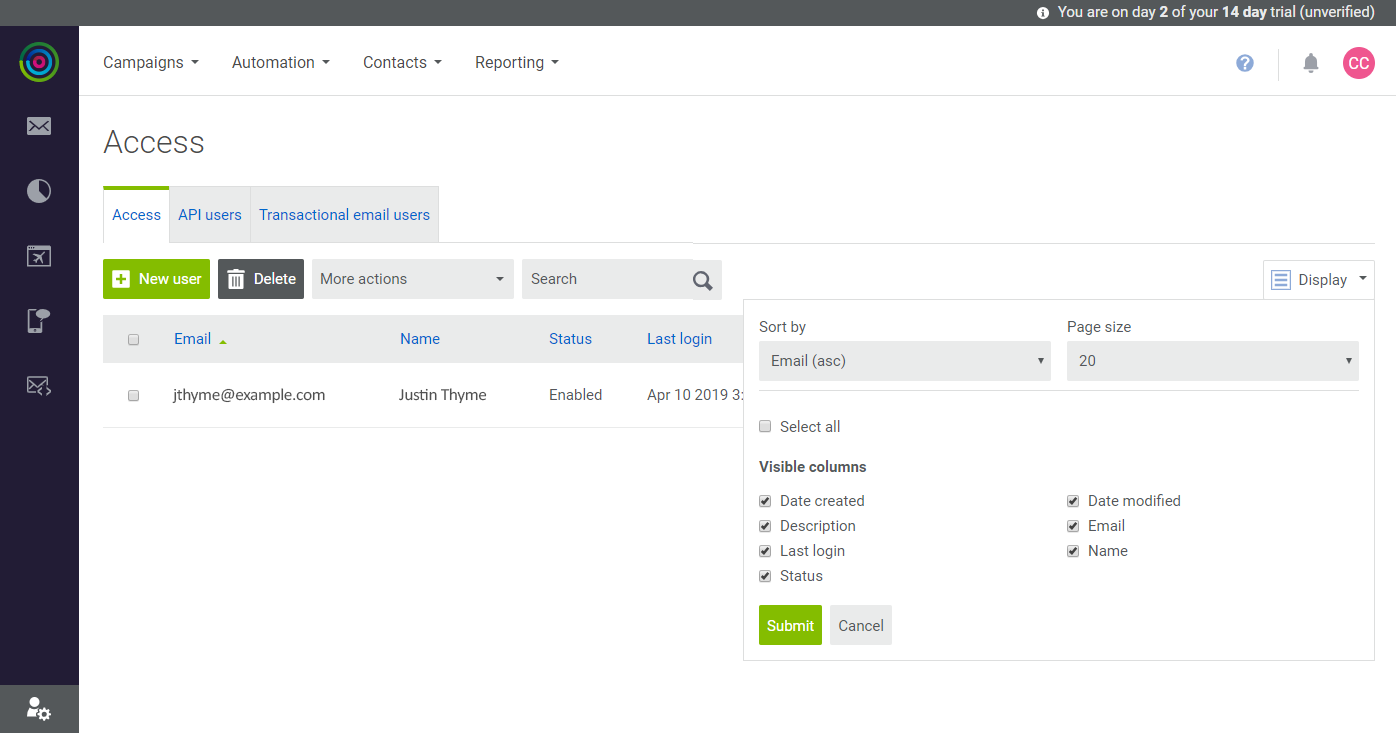 You are on day 2 of your 14 day trial (unverified)
Campaigns Automation Contacts Reporting ? CC
Access
Access API users Transactional email users
New user Delete More actions Search Display
Sort by Page size
Email (asc) 20
Email Name Status Last login
jthyme@example.com Justin Thyme Enabled Apr 10 2019 3:
Select all
Visible columns
Date created Date modified
Description Email
Last login Name
Status
Submit Cancel